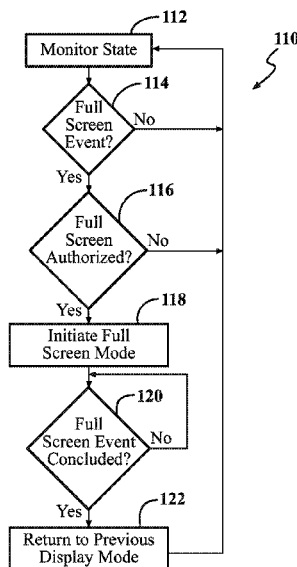 112
Monitor State
110
114
Full
Screen
Event?
No
Yes
116
Full
Screen
Authorized?
No
Yes
118
Initiate Full
Screen Mode
120
Full
Screen Event
Concluded?
No
Yes
122
Return to Previous
Display Mode